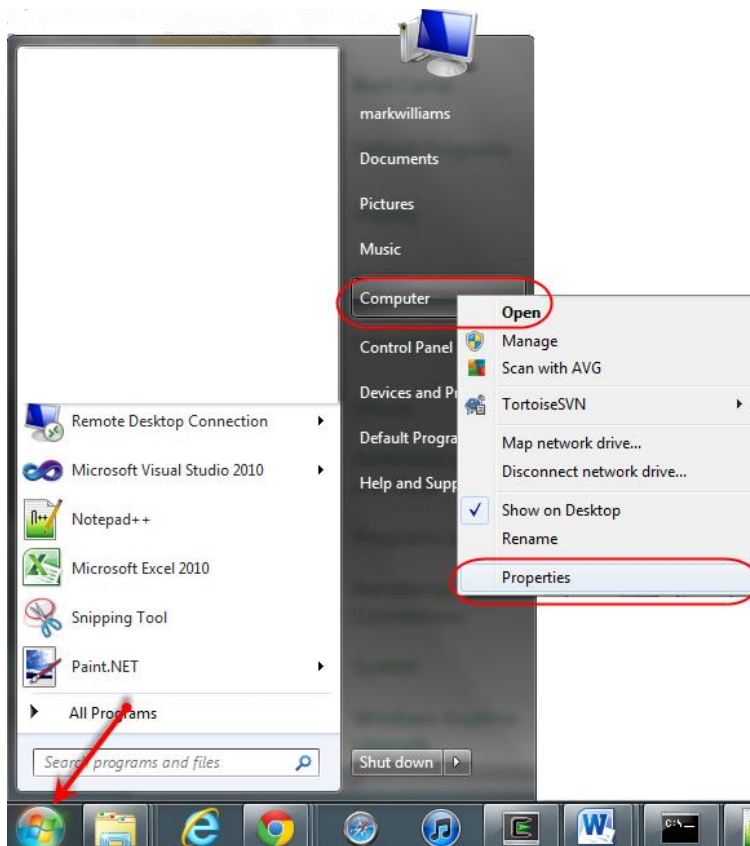 markwilliams
Documents
Pictures
Music
Computer
Control Panel
Devices and P
Default Progra
Help and Supp
Open
Manage
Scan with AVG
TortoiseSVN
Map network drive...
Disconnect network drive...
Show on Desktop
Rename
Properties
Remote Desktop Connection
Microsoft Visual Studio 2010
Notepad++
Microsoft Excel 2010
Snipping Tool
Paint.NET
All Programs
Search programs and files
Shut down
C:\_